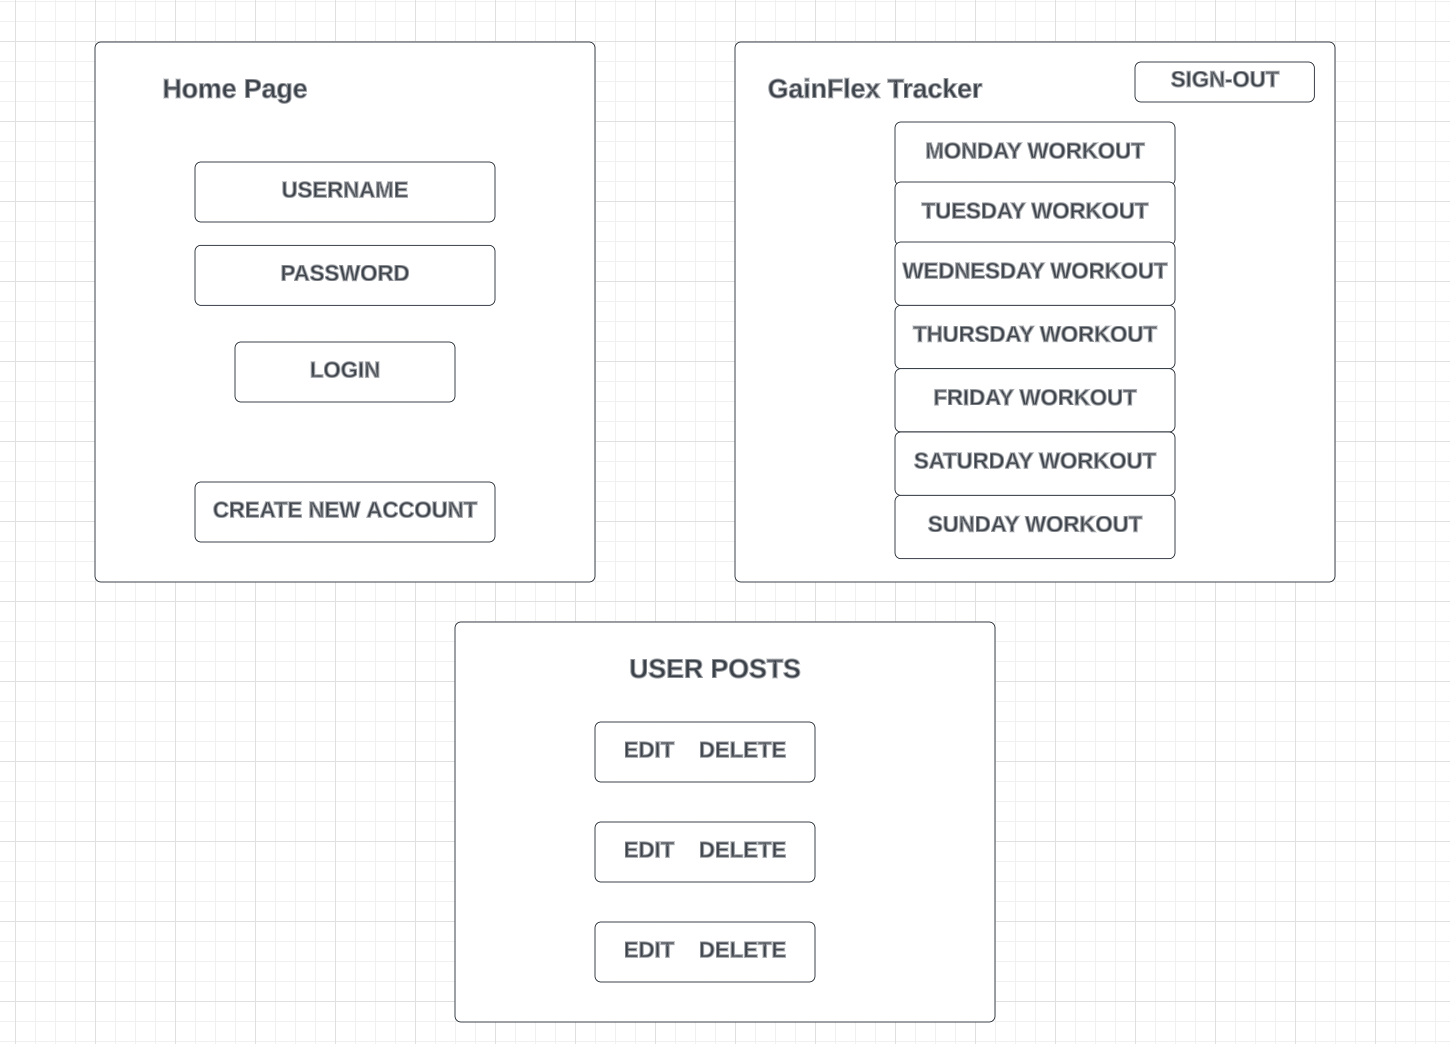 Home Page
USERNAME
PASSWORD
LOGIN
CREATE NEW ACCOUNT
GainFlex Tracker
SIGN-OUT
MONDAY WORKOUT
TUESDAY WORKOUT
WEDNESDAY WORKOUT
THURSDAY WORKOUT
FRIDAY WORKOUT
SATURDAY WORKOUT
SUNDAY WORKOUT
USER POSTS
EDIT DELETE
EDIT DELETE
EDIT DELETE